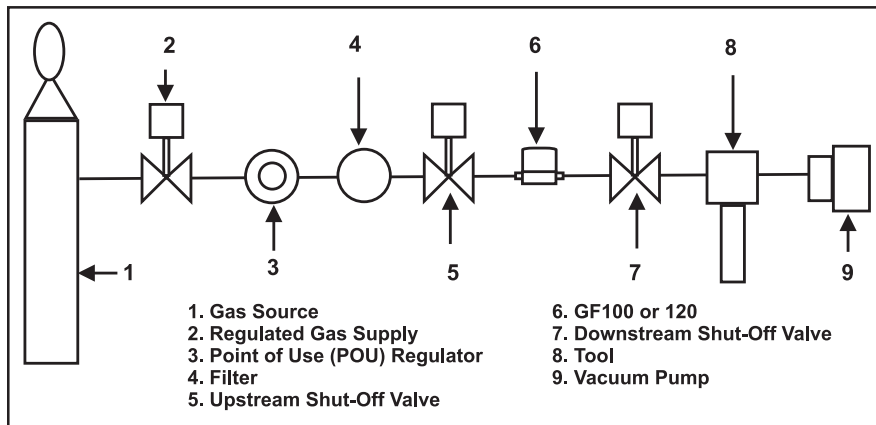 2
4
6
8
1
3
5
7
9
1. Gas Source
2. Regulated Gas Supply
3. Point of Use (POU) Regulator
4. Filter
5. Upstream Shut-Off Valve
6. GF100 or 120
7. Downstream Shut-Off Valve
8. Tool
9. Vacuum Pump